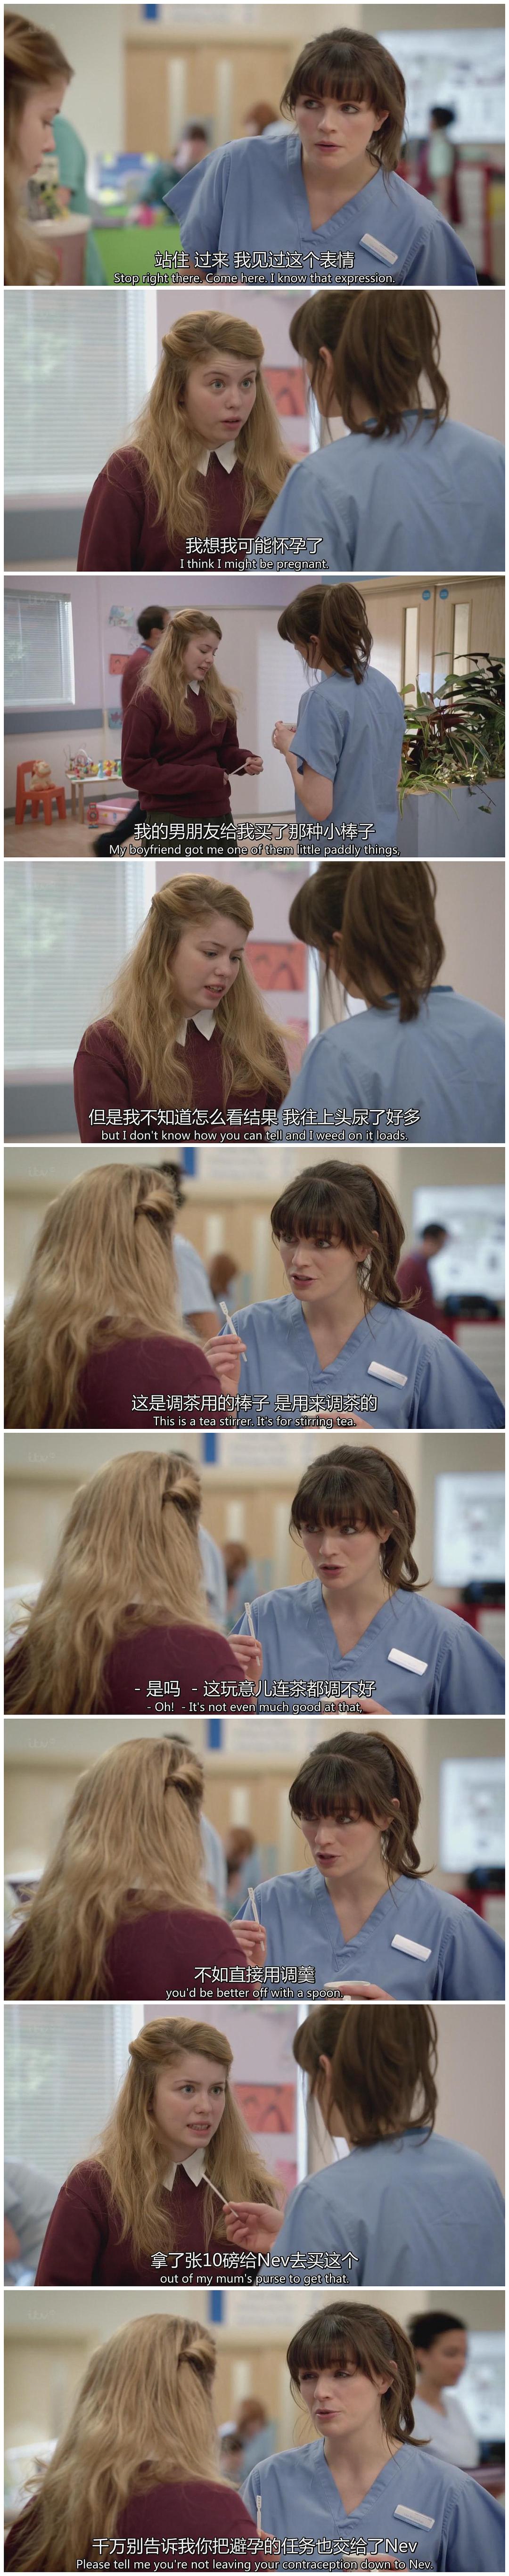 站住 过来 我见过这个表情
Stop right there. Come here. I know that expression.
我想我可能怀孕了
I think I might be pregnant.
我的男朋友给我买了那种小棒子
My boyfriend got me one of them little paddly things,
但是我不知道怎么看结果 我往上头尿了好多
but I don't know how you can tell and I weed on it loads.
这是调茶用的棒子 是用来调茶的
This is a tea stirrer. It's for stirring tea.
- 是吗 - 这玩意儿连茶都调不好
- Oh! - It's not even much good at that,
不如直接用调羹
you'd be better off with a spoon.
拿了张10磅给Nev去买这个
out of my mum's purse to get that.
千万别告诉我你把避孕的任务也交给了Nev
Please tell me you're not leaving your contraception down to Nev.